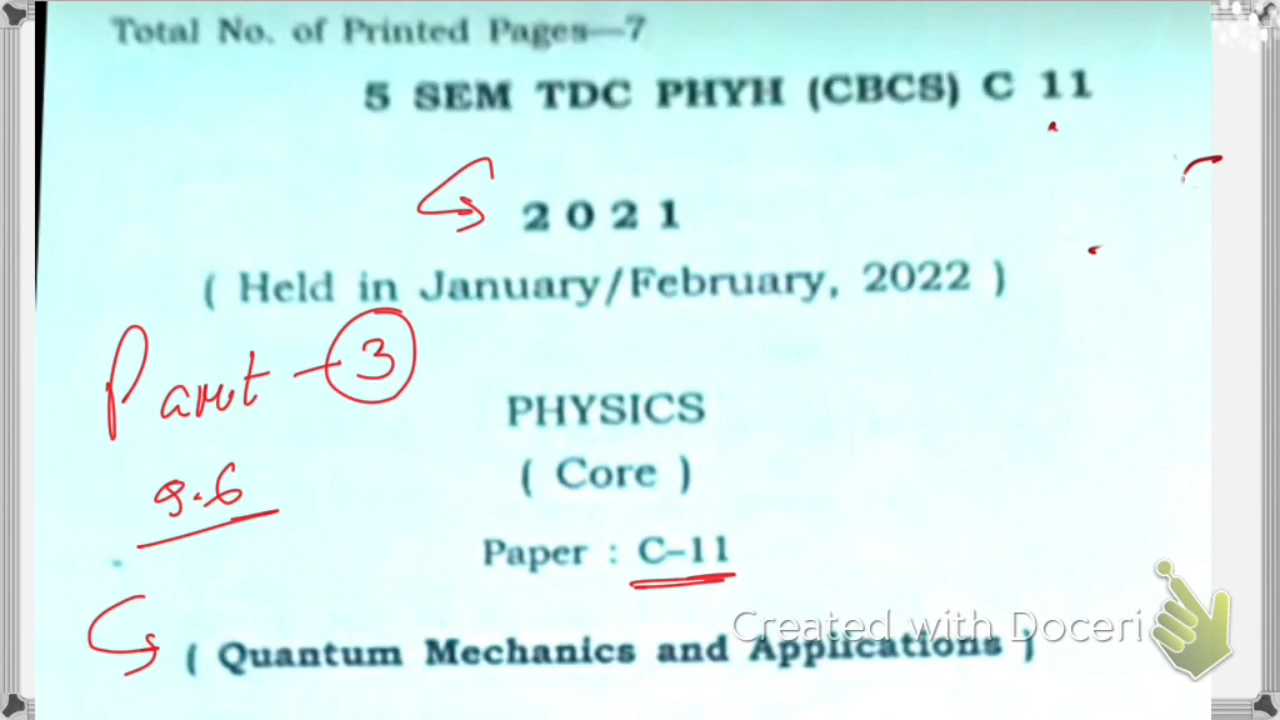 Total No. of Printed Pages—7
5 SEM TDC PHYH (CBCS) C 11
2021
( Held in January/February, 2022 )
Part - 3
PHYSICS
( Core )
Paper : C–11
Created with Doceri
( Quantum Mechanics and Applications )